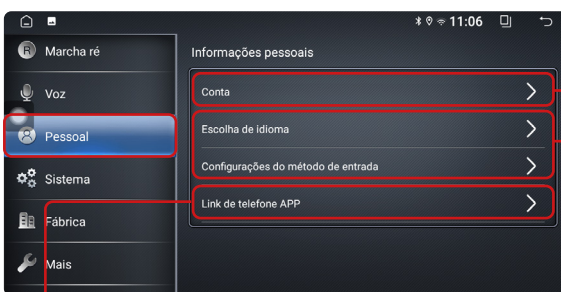 11:06
R Marcha ré
Informações pessoais
Voz
Conta
Pessoal
Escolha de idioma
Configurações do método de entrada
Sistema
Link de telefone APP
Fábrica
Mais